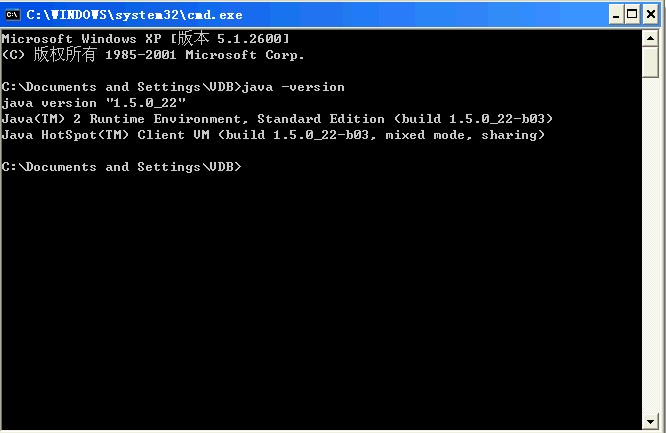 C:\WINDOWS\system32\cmd.exe
Microsoft Windows XP [版本 5.1.2600]
(C) 版权所有 1985-2001 Microsoft Corp.
C:\Documents and Settings\VDB>java -version
java version "1.5.0_22"
Java(TM) 2 Runtime Environment, Standard Edition (build 1.5.0_22-b03)
Java HotSpot(TM) Client VM (build 1.5.0_22-b03, mixed mode, sharing)
C:\Documents and Settings\VDB>